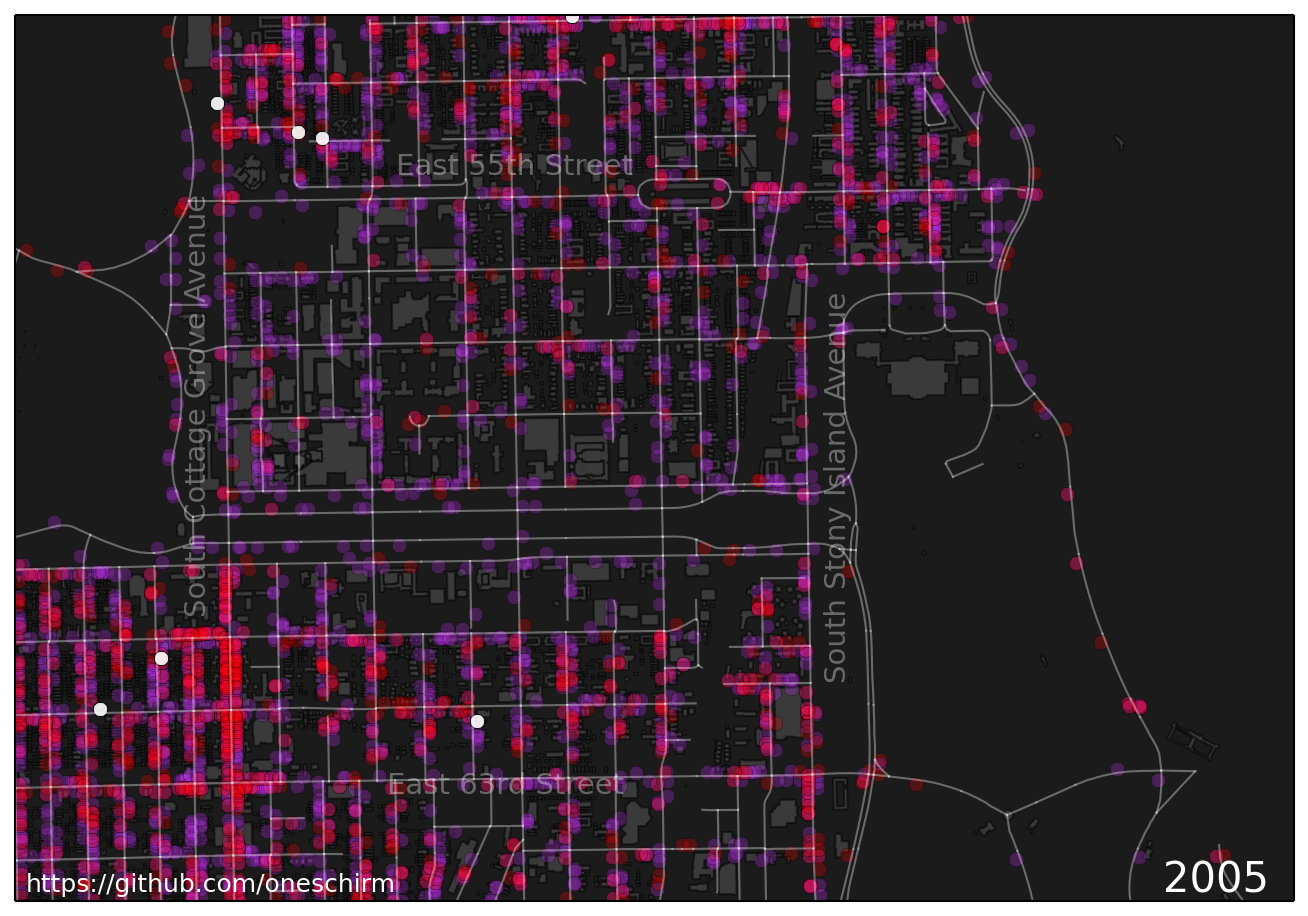 East 55th Street
South Cottage Grove Avenue
South Stony Island Avenue
East 63rd Street
https://github.com/oneschirm
2005